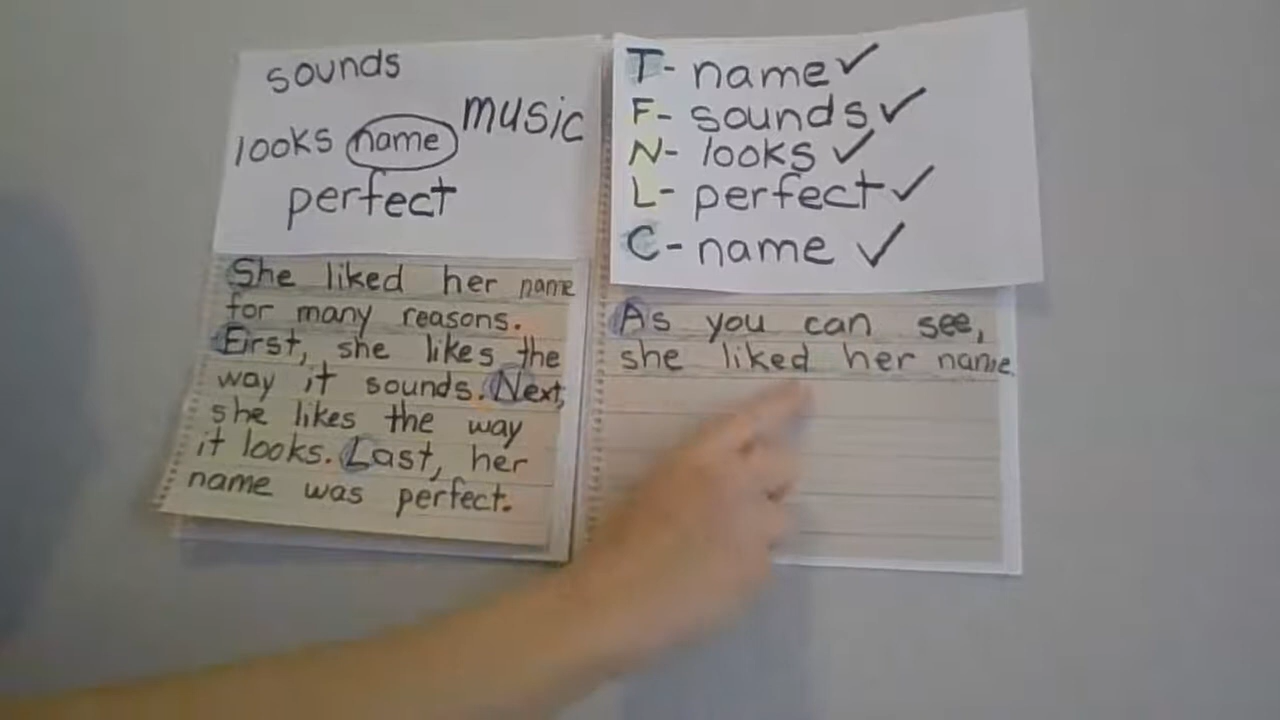 sounds
music
looks name
perfect
She liked her name
for many reasons.
First, she likes the
way it sounds. Next,
she likes the way
it looks. Last, her
name was perfect.
T- name ✓
F- sounds ✓
N- looks ✓
L- perfect ✓
C- name ✓
As you can see,
she liked her name.